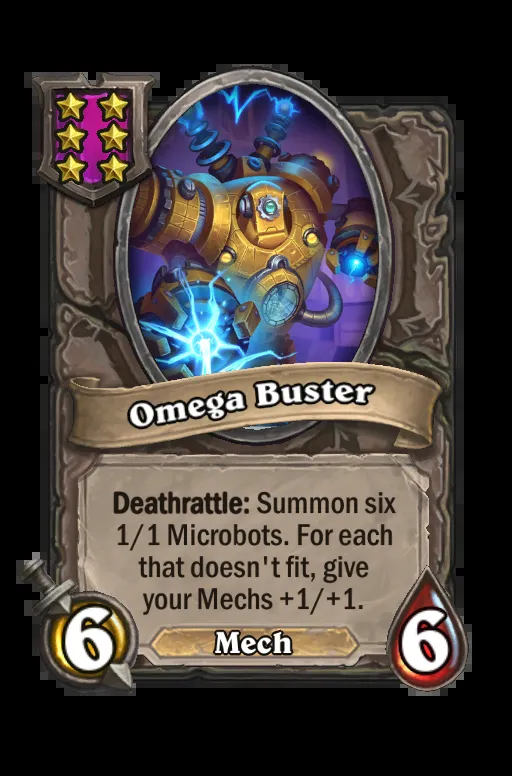 Omega Buster
Deathrattle: Summon six
1/1 Microbots. For each
that doesn't fit, give
your Mechs +1/+1.
6
Mech
6